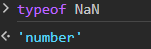 > typeof NaN
<· 'number'